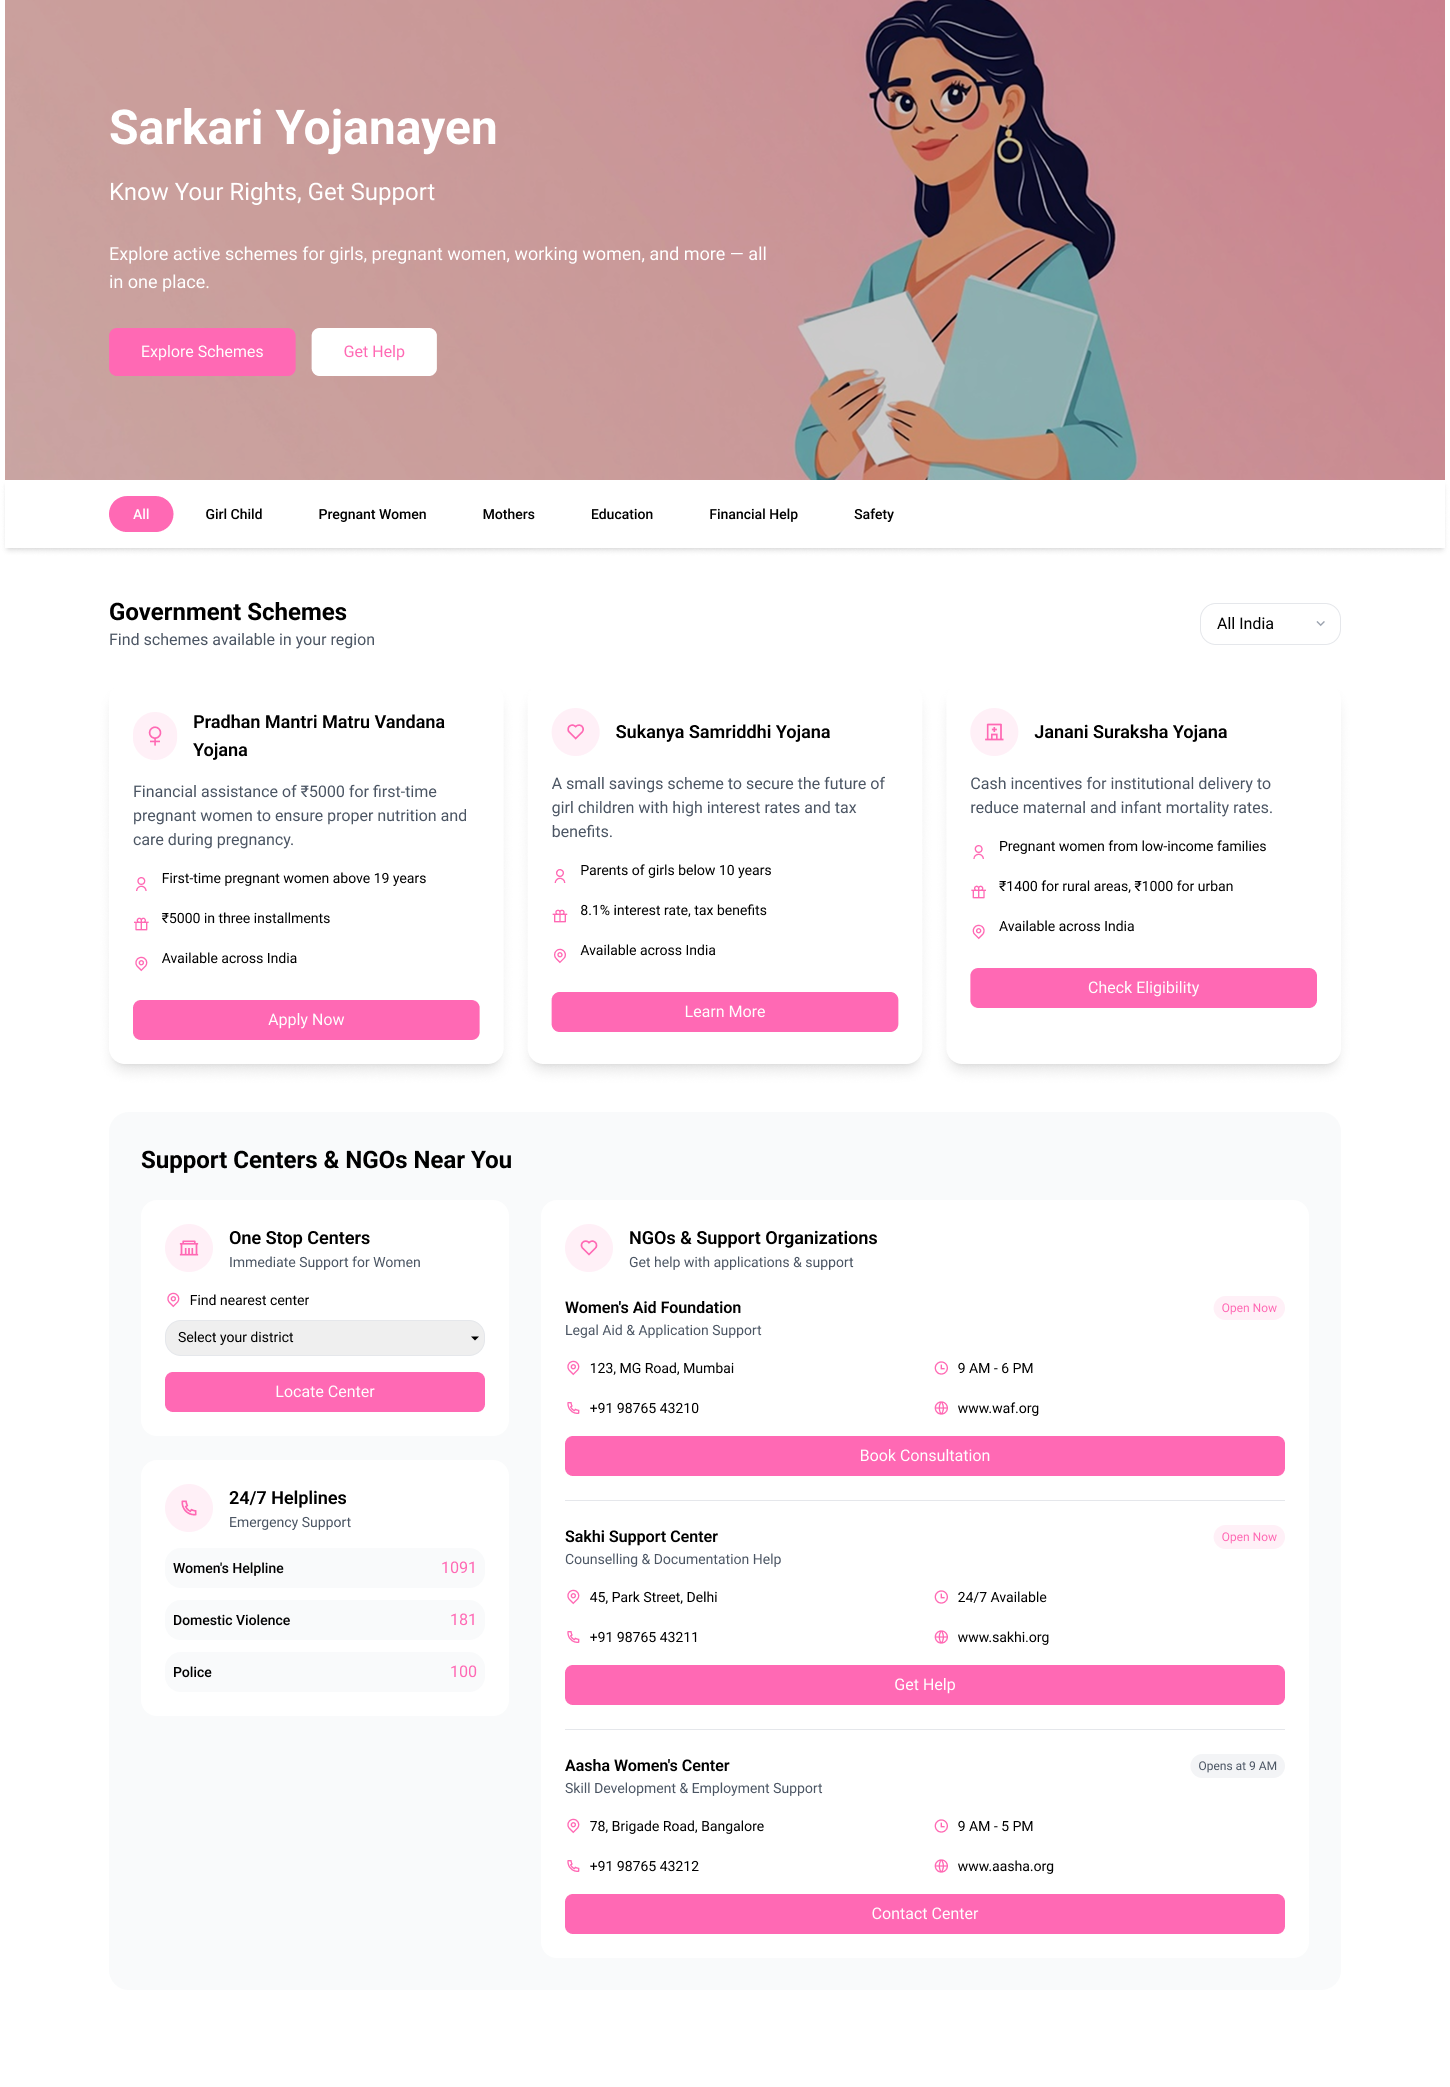 Sarkari Yojanayen
Know Your Rights, Get Support
Explore active schemes for girls, pregnant women, working women, and more — all
in one place.
Explore Schemes
Get Help
All
Girl Child
Pregnant Women
Mothers
Education
Financial Help
Safety
Government Schemes
Find schemes available in your region
All India
Pradhan Mantri Matru Vandana
Yojana
Financial assistance of ₹5000 for first-time
pregnant women to ensure proper nutrition and
care during pregnancy.
First-time pregnant women above 19 years
₹5000 in three installments
Available across India
Apply Now
Sukanya Samriddhi Yojana
A small savings scheme to secure the future of
girl children with high interest rates and tax
benefits.
Parents of girls below 10 years
8.1% interest rate, tax benefits
Available across India
Learn More
Janani Suraksha Yojana
Cash incentives for institutional delivery to
reduce maternal and infant mortality rates.
Pregnant women from low-income families
₹1400 for rural areas, ₹1000 for urban
Available across India
Check Eligibility
Support Centers & NGOs Near You
One Stop Centers
Immediate Support for Women
Find nearest center
Select your district
Locate Center
24/7 Helplines
Emergency Support
Women's Helpline 1091
Domestic Violence 181
Police 100
NGOs & Support Organizations
Get help with applications & support
Women's Aid Foundation
Open Now
Legal Aid & Application Support
123, MG Road, Mumbai
9 AM - 6 PM
+91 98765 43210
www.waf.org
Book Consultation
Sakhi Support Center
Open Now
Counselling & Documentation Help
45, Park Street, Delhi
24/7 Available
+91 98765 43211
www.sakhi.org
Get Help
Aasha Women's Center
Opens at 9 AM
Skill Development & Employment Support
78, Brigade Road, Bangalore
9 AM - 5 PM
+91 98765 43212
www.aasha.org
Contact Center